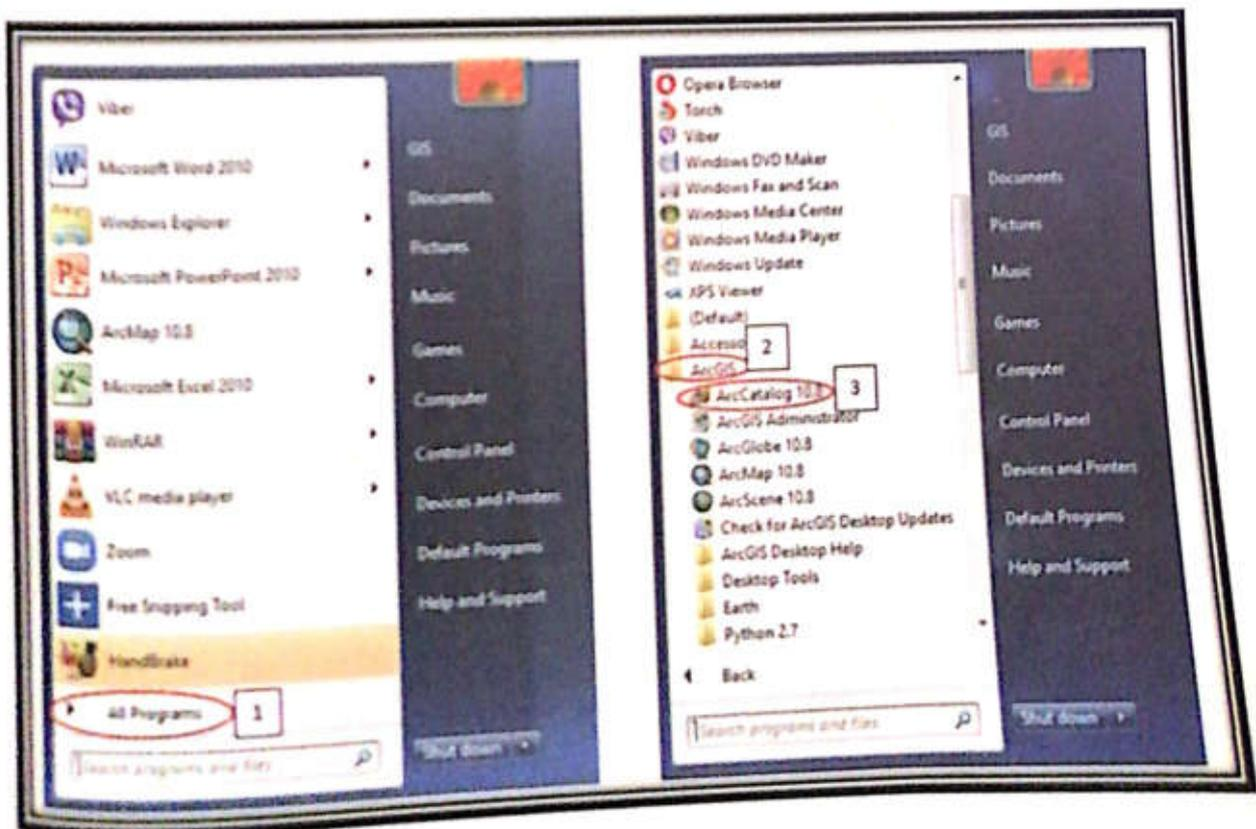 Viber
Microsoft Word 2010
Windows Explorer
Microsoft PowerPoint 2010
ArcMap 10.8
Microsoft Excel 2010
WinRAR
VLC media player
Zoom
Free Snipping Tool
HandBrake
All Programs
1
Search programs and files
GIS
Documents
Pictures
Music
Games
Computer
Control Panel
Devices and Printers
Default Programs
Help and Support
Shut down
Opera Browser
Torch
Viber
Windows DVD Maker
Windows Fax and Scan
Windows Media Center
Windows Media Player
Windows Update
XPS Viewer
(Default)
Accesso
2
ArcGIS
ArcCatalog 10.8
3
ArcGIS Administrator
ArcGlobe 10.8
ArcMap 10.8
ArcScene 10.8
Check for ArcGIS Desktop Updates
ArcGIS Desktop Help
Desktop Tools
Earth
Python 2.7
Back
Search programs and files
GIS
Documents
Pictures
Music
Games
Computer
Control Panel
Devices and Printers
Default Programs
Help and Support
Shut down